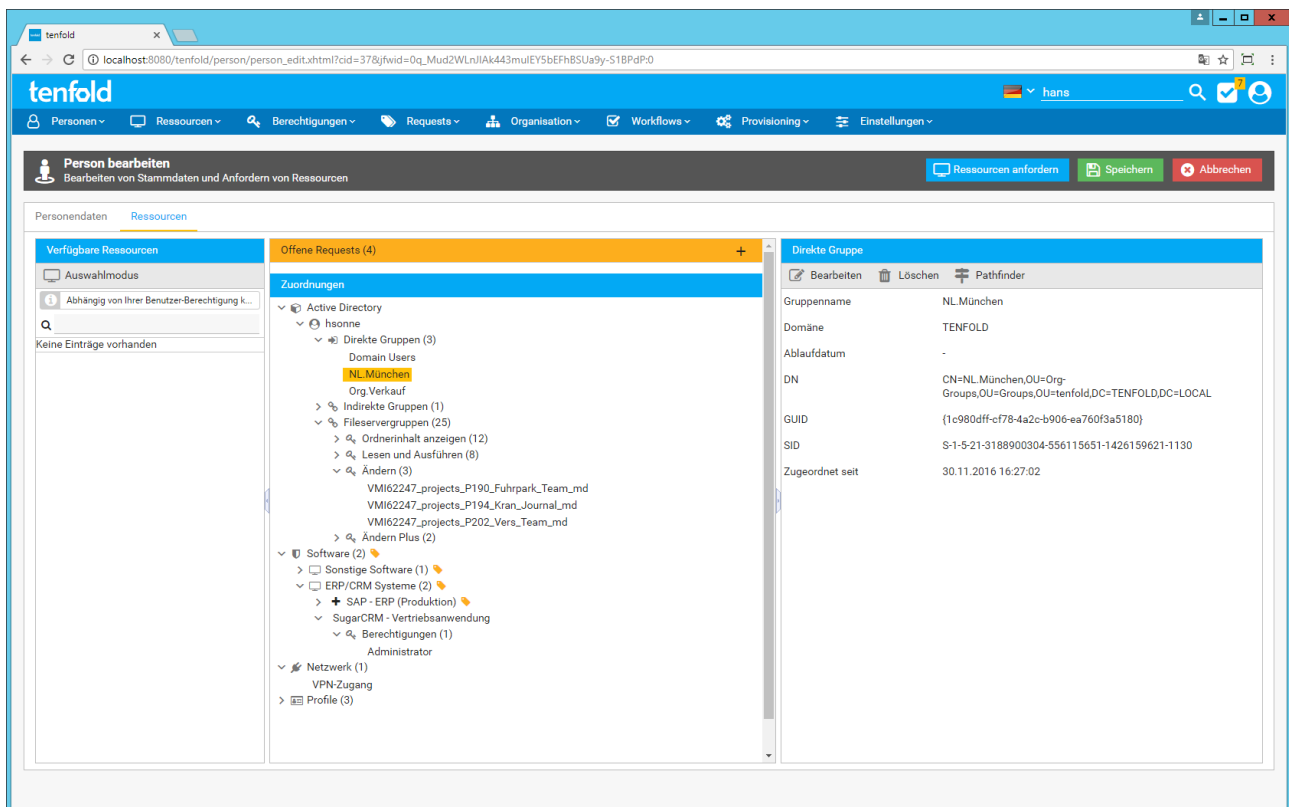 tenfold
localhost:8080/tenfold/person/person_edit.xhtml?cid=37&jfwid=0q_Mud2WLnJIAk443muIEY5bEFhBSUa9y-S1BPdP:0
tenfold
hans
7
Personen
Ressourcen
Berechtigungen
Requests
Organisation
Workflows
Provisioning
Einstellungen
Person bearbeiten
Bearbeiten von Stammdaten und Anfordern von Ressourcen
Ressourcen anfordern
Speichern
Abbrechen
Personendaten
Ressourcen
Verfügbare Ressourcen
Auswahlmodus
Abhängig von Ihrer Benutzer-Berechtigung k...
Keine Einträge vorhanden
Offene Requests (4)
Zuordnungen
Active Directory
hsonne
Direkte Gruppen (3)
Domain Users
NL.München
Org.Verkauf
Indirekte Gruppen (1)
Fileservergruppen (25)
Ordnerinhalt anzeigen (12)
Lesen und Ausführen (8)
Ändern (3)
VMI62247_projects_P190_Fuhrpark_Team_md
VMI62247_projects_P194_Kran_Journal_md
VMI62247_projects_P202_Vers_Team_md
Ändern Plus (2)
Software (2)
Sonstige Software (1)
ERP/CRM Systeme (2)
SAP - ERP (Produktion)
SugarCRM - Vertriebsanwendung
Berechtigungen (1)
Administrator
Netzwerk (1)
VPN-Zugang
Profile (3)
Direkte Gruppe
Bearbeiten
Löschen
Pathfinder
Gruppenname NL.München
Domäne TENFOLD
Ablaufdatum -
DN CN=NL.München,OU=Org-
Groups,OU=Groups,OU=tenfold,DC=TENFOLD,DC=LOCAL
GUID {1c980dff-cf78-4a2c-b906-ea760f3a5180}
SID S-1-5-21-3188900304-556115651-1426159621-1130
Zugeordnet seit 30.11.2016 16:27:02